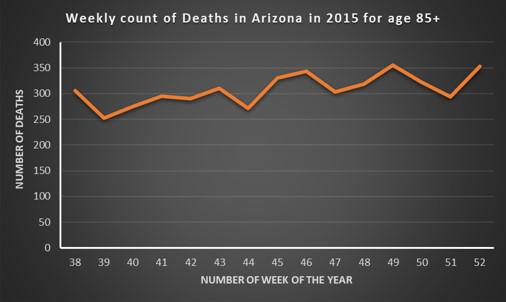 Weekly count of Deaths in Arizona in 2015 for age 85+
400
350
300
250
200
150
100
50
0
NUMBER OF DEATHS
38 39 40 41 42 43 44 45 46 47 48 49 50 51 52
NUMBER OF WEEK OF THE YEAR